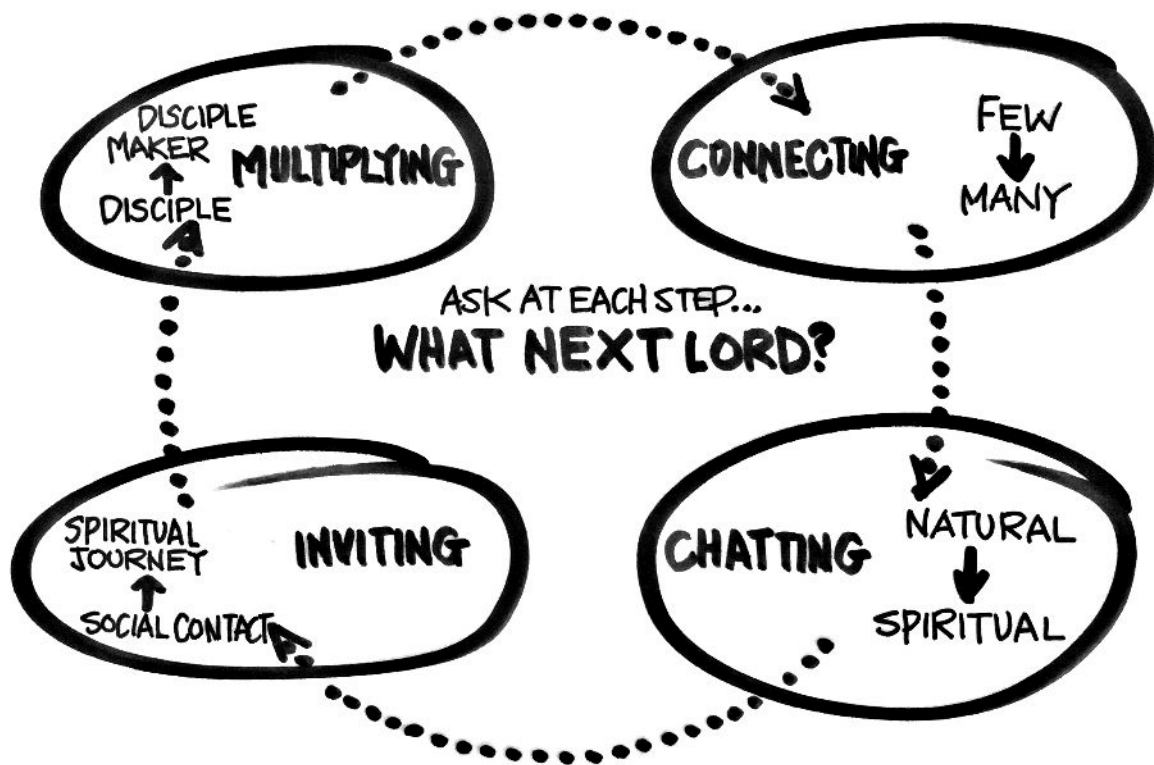 DISCIPLE
MAKER
DISCIPLE
MULTIPLYING
CONNECTING
FEW
MANY
ASK AT EACH STEP...
WHAT NEXT LORD?
SPIRITUAL
JOURNEY
SOCIAL CONTACT
INVITING
CHATTING
NATURAL
SPIRITUAL